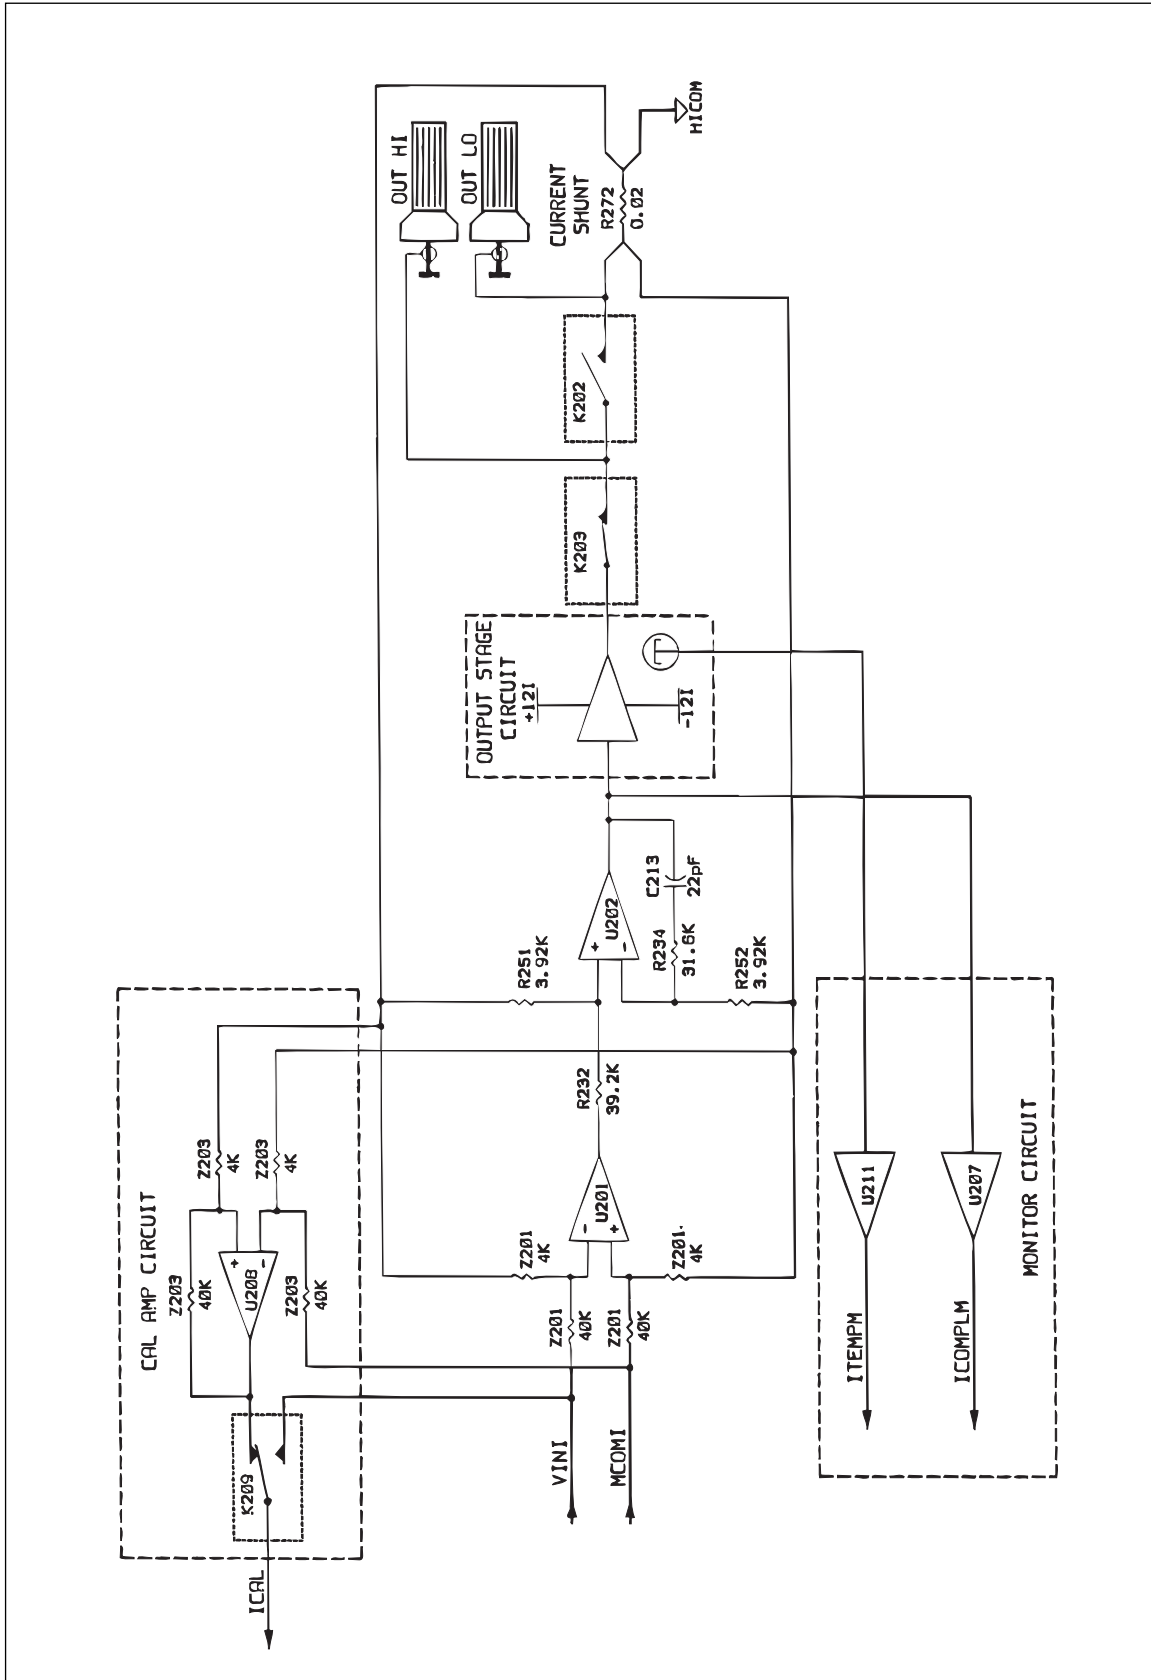 OUT HI
OUT LO
CURRENT
SHUNT
R272
0.02
HICOM
K202
K203
OUTPUT STAGE
CIRCUIT
+12I
-12I
U202
+
-
C213
22pF
R234
31.6K
R251
3.92K
R252
3.92K
R232
39.2K
U201
-
+
Z201
4K
Z201
4K
Z201
40K
Z201
40K
VINI
MCOMI
CAL AMP CIRCUIT
Z203
4K
Z203
4K
Z203
40K
U208
+
-
Z203
40K
K209
ICAL
MONITOR CIRCUIT
U211
U207
ITEMPM
ICOMPLM